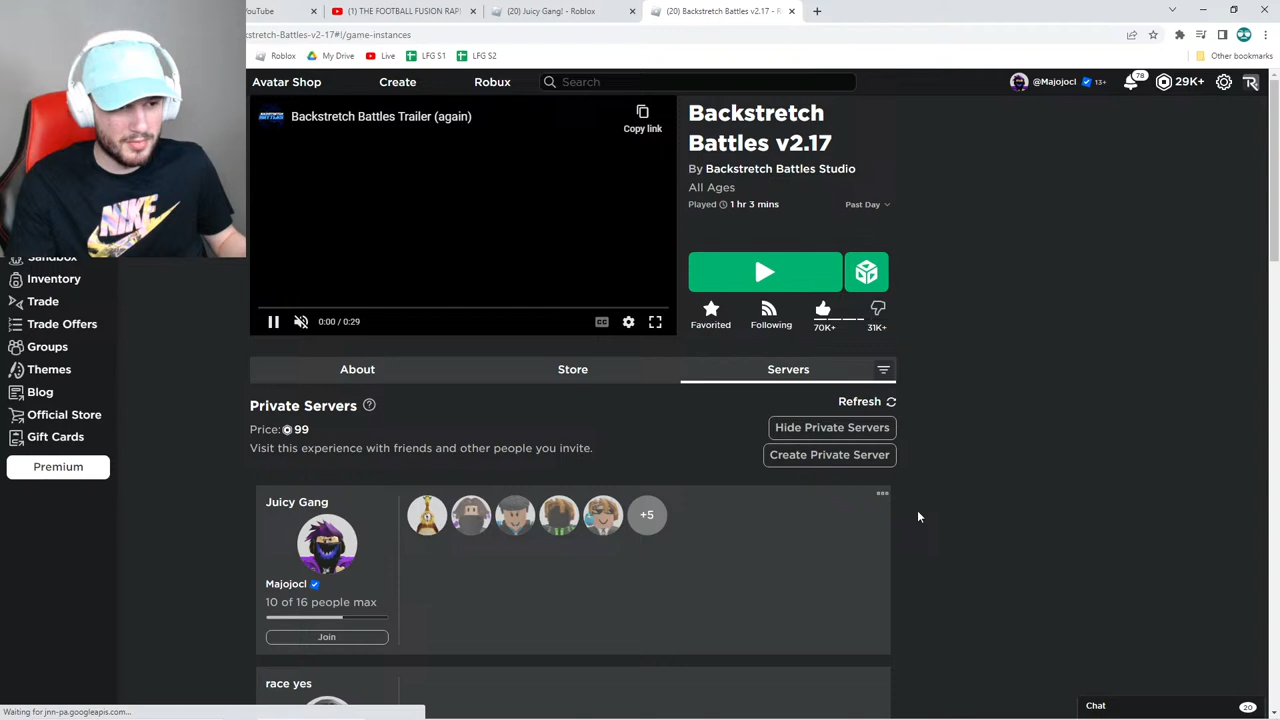 YouTube
(1) THE FOOTBALL FUSION RAP!
(20) Juicy Gang! - Roblox
(20) Backstretch Battles v2.17 - R
stretch-Battles-v2-17#!/game-instances
Roblox
My Drive
Live
LFG S1
LFG S2
Other bookmarks
Avatar Shop
Create
Robux
Search
@Majojocl
13+
78
29K+
Backstretch Battles Trailer (again)
Copy link
Backstretch
Battles v2.17
By Backstretch Battles Studio
All Ages
Played 1 hr 3 mins
Past Day
NIKE
Sandbox
Inventory
Trade
Trade Offers
Groups
Themes
Blog
Official Store
Gift Cards
Premium
0:00 / 0:29
Favorited
Following
70K+
31K+
About
Store
Servers
Private Servers
Refresh
Price: 99
Hide Private Servers
Visit this experience with friends and other people you invite.
Create Private Server
Juicy Gang
+5
Majojocl
10 of 16 people max
Join
race yes
Waiting for jnn-pa.googleapis.com...
Chat
20